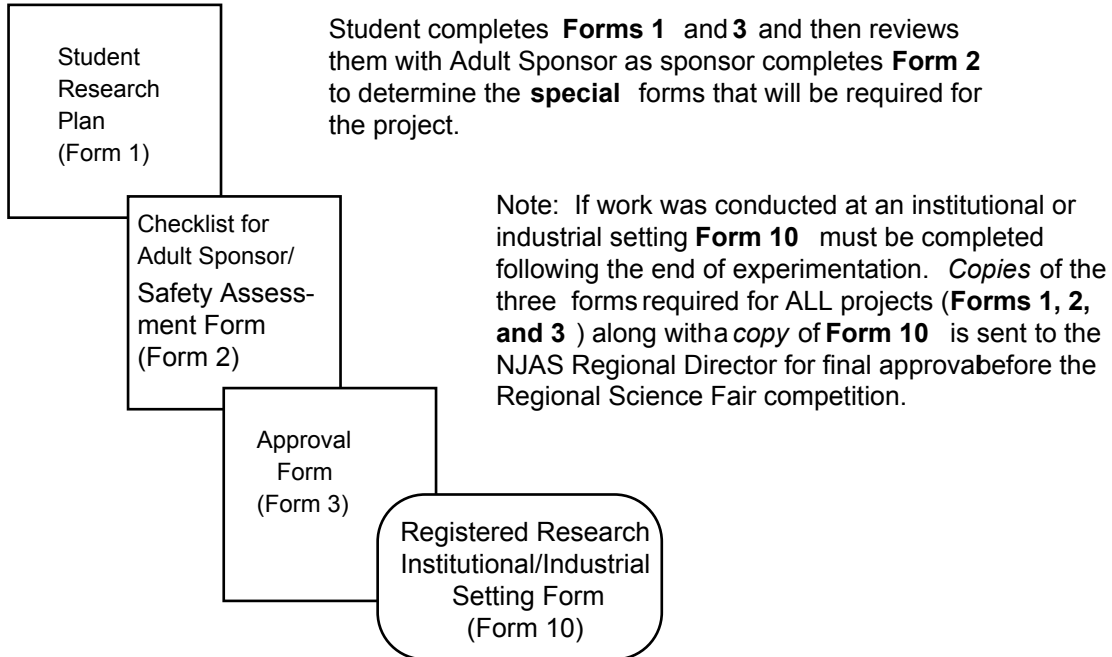 Student
Research
Plan
(Form 1)
Student completes Forms 1 and 3 and then reviews
them with Adult Sponsor as sponsor completes Form 2
to determine the special forms that will be required for
the project.
Checklist for
Adult Sponsor/
Safety Assess-
ment Form
(Form 2)
Note: If work was conducted at an institutional or
industrial setting Form 10 must be completed
following the end of experimentation. Copies of the
three forms required for ALL projects (Forms 1, 2,
and 3 ) along with a copy of Form 10 is sent to the
NJAS Regional Director for final approval before the
Regional Science Fair competition.
Approval
Form
(Form 3)
Registered Research
Institutional/Industrial
Setting Form
(Form 10)